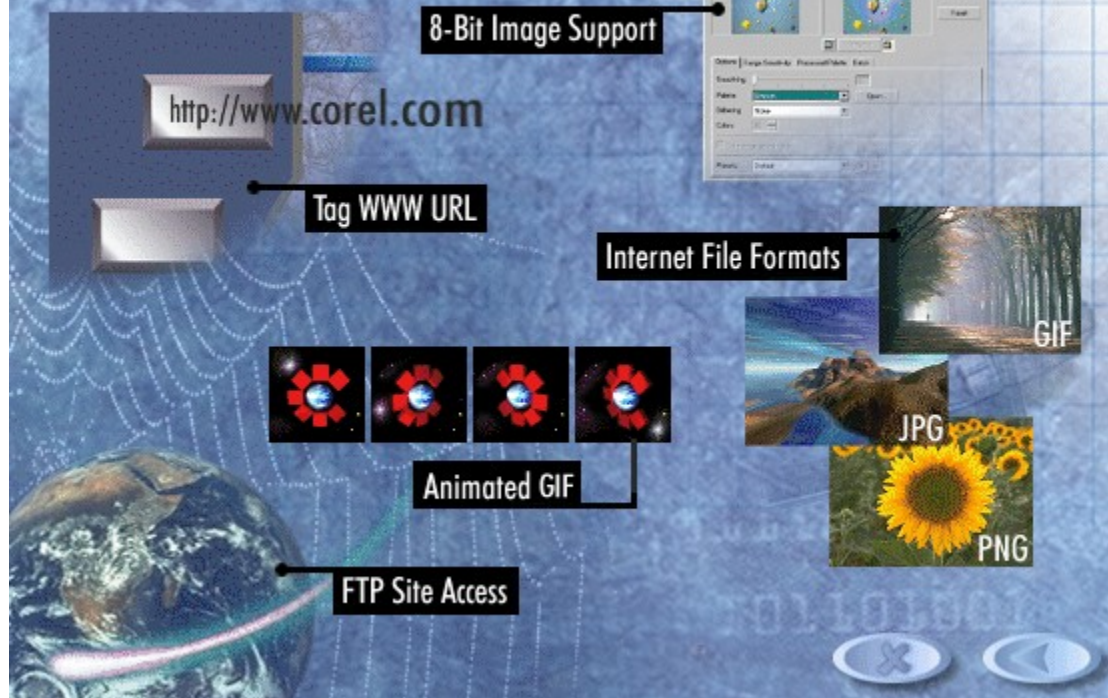 8-Bit Image Support
http://www.corel.com
Tag WWW URL
Internet File Formats
GIF
JPG
Animated GIF
PNG
FTP Site Access